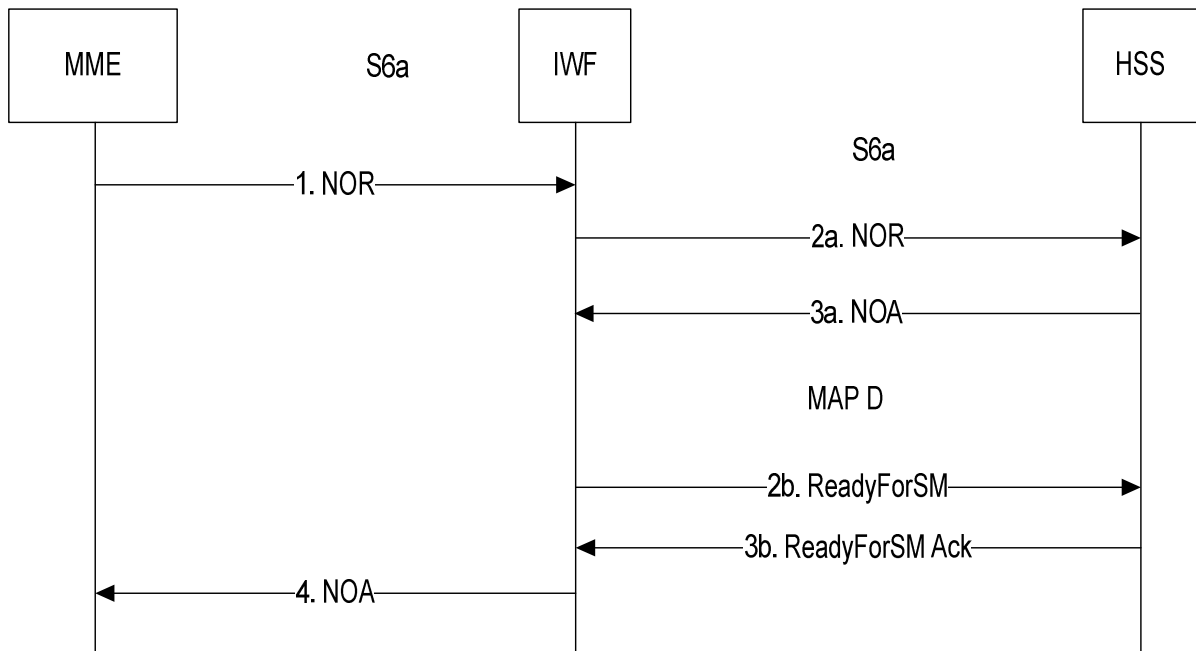 MME
S6a
IWF
HSS
S6a
1. NOR
2a. NOR
3a. NOA
MAP D
2b. ReadyForSM
3b. ReadyForSM Ack
4. NOA